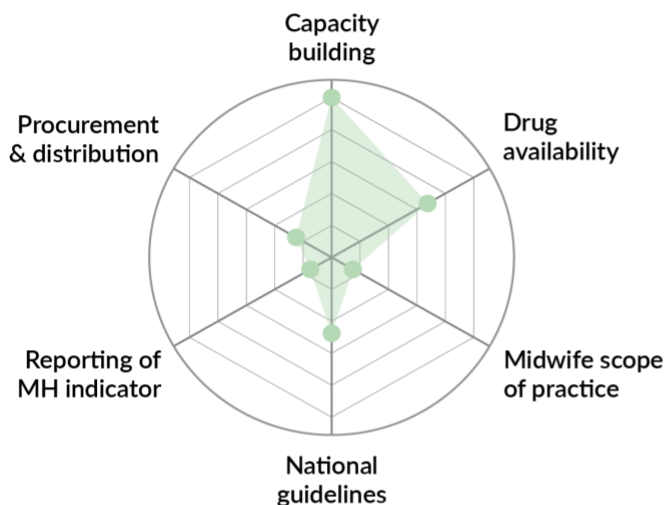 Capacity
building
Drug
availability
Midwife scope
of practice
National
guidelines
Reporting of
MH indicator
Procurement
& distribution